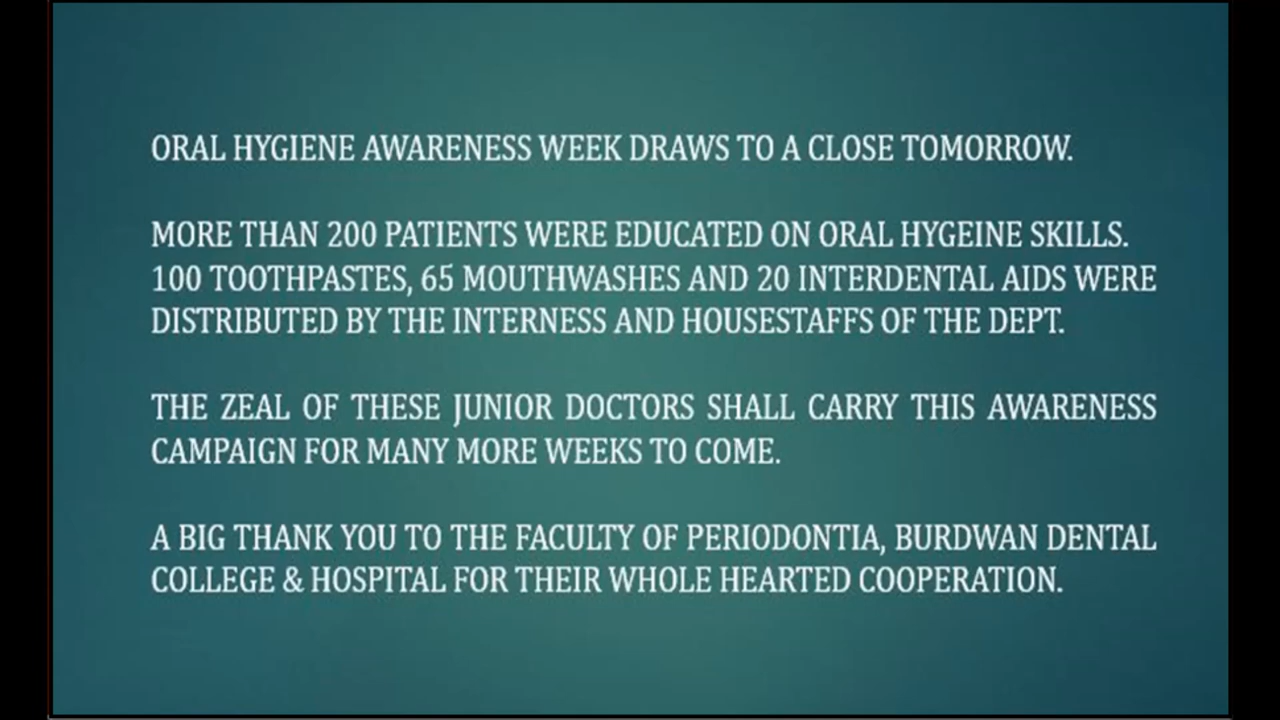 ORAL HYGIENE AWARENESS WEEK DRAWS TO A CLOSE TOMORROW.
MORE THAN 200 PATIENTS WERE EDUCATED ON ORAL HYGEINE SKILLS.
100 TOOTHPASTES, 65 MOUTHWASHES AND 20 INTERDENTAL AIDS WERE
DISTRIBUTED BY THE INTERNESS AND HOUSESTAFFS OF THE DEPT.
THE ZEAL OF THESE JUNIOR DOCTORS SHALL CARRY THIS AWARENESS
CAMPAIGN FOR MANY MORE WEEKS TO COME.
A BIG THANK YOU TO THE FACULTY OF PERIODONTIA, BURDWAN DENTAL
COLLEGE & HOSPITAL FOR THEIR WHOLE HEARTED COOPERATION.